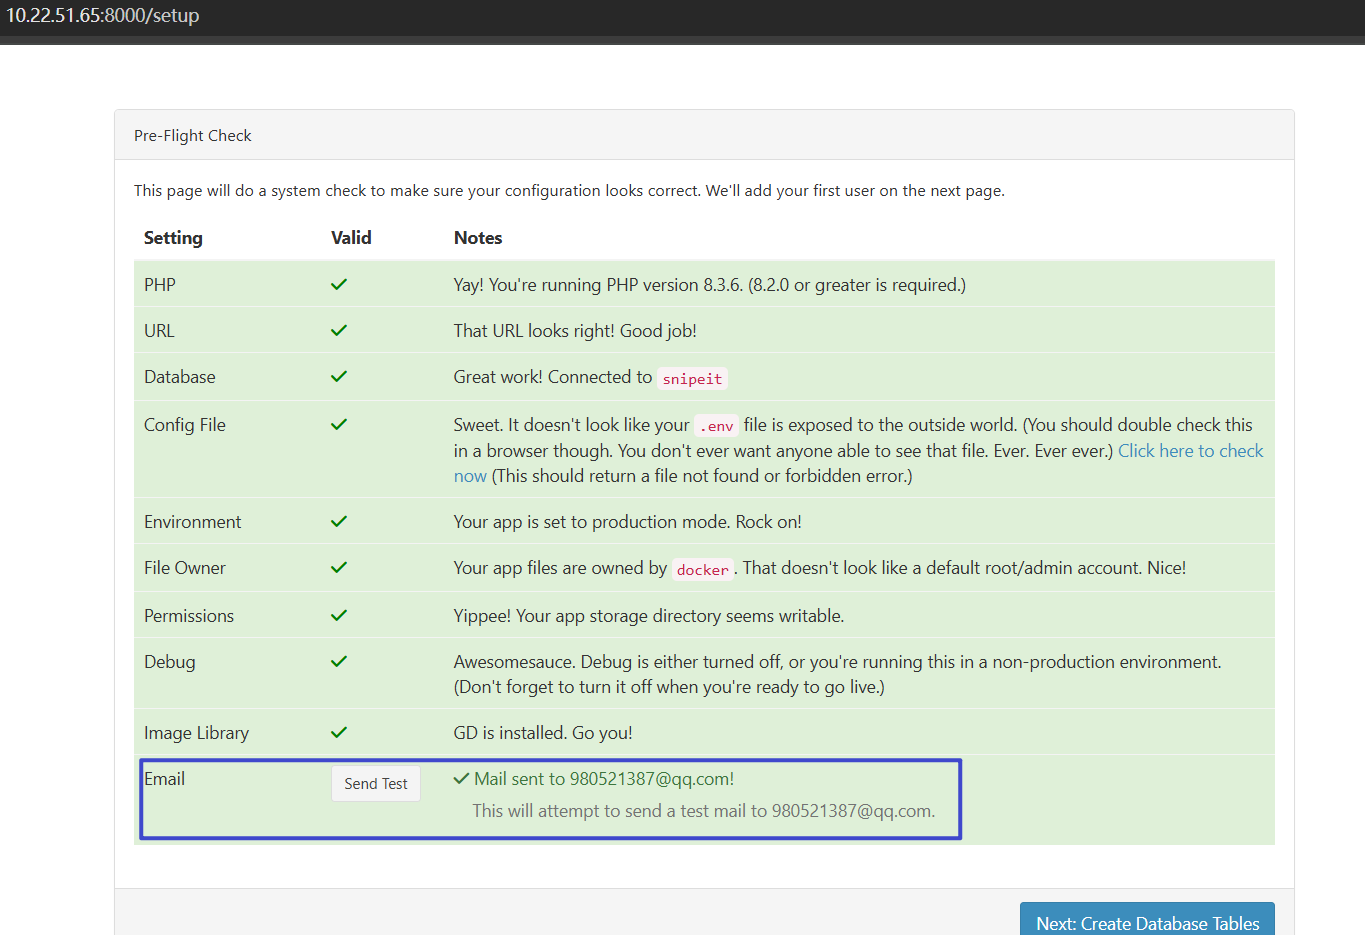 10.22.51.65:8000/setup
Pre-Flight Check
This page will do a system check to make sure your configuration looks correct. We'll add your first user on the next page.
Setting Valid Notes
PHP Yay! You're running PHP version 8.3.6. (8.2.0 or greater is required.)
URL That URL looks right! Good job!
Database Great work! Connected to snipeit
Config File Sweet. It doesn't look like your .env file is exposed to the outside world. (You should double check this
in a browser though. You don't ever want anyone able to see that file. Ever. Ever ever.) Click here to check
now (This should return a file not found or forbidden error.)
Environment Your app is set to production mode. Rock on!
File Owner Your app files are owned by docker. That doesn't look like a default root/admin account. Nice!
Permissions Yippee! Your app storage directory seems writable.
Debug Awesomesauce. Debug is either turned off, or you're running this in a non-production environment.
(Don't forget to turn it off when you're ready to go live.)
Image Library GD is installed. Go you!
Email Send Test Mail sent to 980521387@qq.com!
This will attempt to send a test mail to 980521387@qq.com.
Next: Create Database Tables